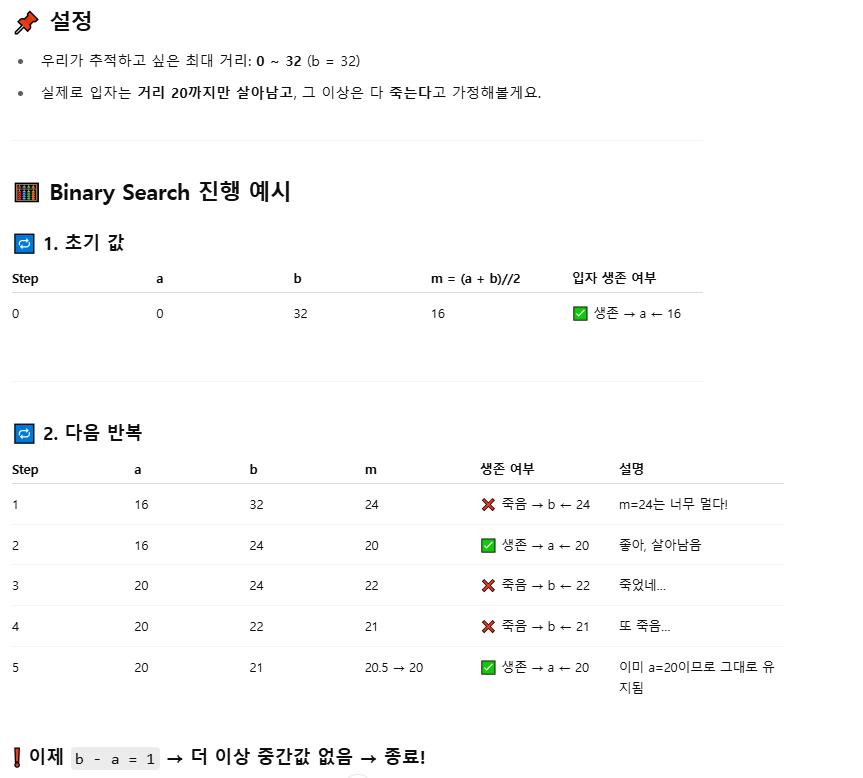 📌 설정
• 우리가 추적하고 싶은 최대 거리: 0 ~ 32 (b = 32)
• 실제로 입자는 거리 20까지만 살아남고, 그 이상은 다 죽는다고 가정해볼게요.
🧮 Binary Search 진행 예시
🔁 1. 초기 값
Step a b m = (a + b)//2 입자 생존 여부
0 0 32 16 ✅ 생존 → a ← 16
🔁 2. 다음 반복
Step a b m 생존 여부 설명
1 16 32 24 ❌ 죽음 → b ← 24 m=24는 너무 멀다!
2 16 24 20 ✅ 생존 → a ← 20 좋아, 살아남음
3 20 24 22 ❌ 죽음 → b ← 22 죽었네...
4 20 22 21 ❌ 죽음 → b ← 21 또 죽음...
5 20 21 20.5 → 20 ✅ 생존 → a ← 20 이미 a=20이므로 그대로 유
지됨
❗ 이제 b - a = 1 → 더 이상 중간값 없음 → 종료!